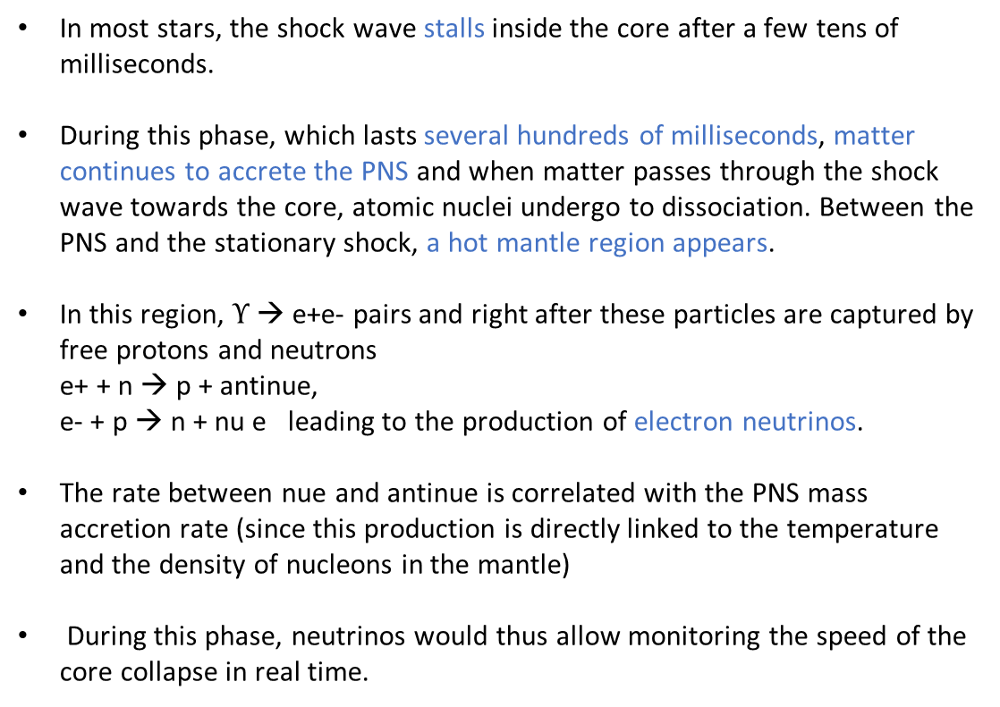 • In most stars, the shock wave stalls inside the core after a few tens of
milliseconds.
• During this phase, which lasts several hundreds of milliseconds, matter
continues to accrete the PNS and when matter passes through the shock
wave towards the core, atomic nuclei undergo to dissociation. Between the
PNS and the stationary shock, a hot mantle region appears.
• In this region, ϒ → e+e- pairs and right after these particles are captured by
free protons and neutrons
e+ + n → p + antinue,
e- + p → n + nu e leading to the production of electron neutrinos.
• The rate between nue and antinue is correlated with the PNS mass
accretion rate (since this production is directly linked to the temperature
and the density of nucleons in the mantle)
• During this phase, neutrinos would thus allow monitoring the speed of the
core collapse in real time.